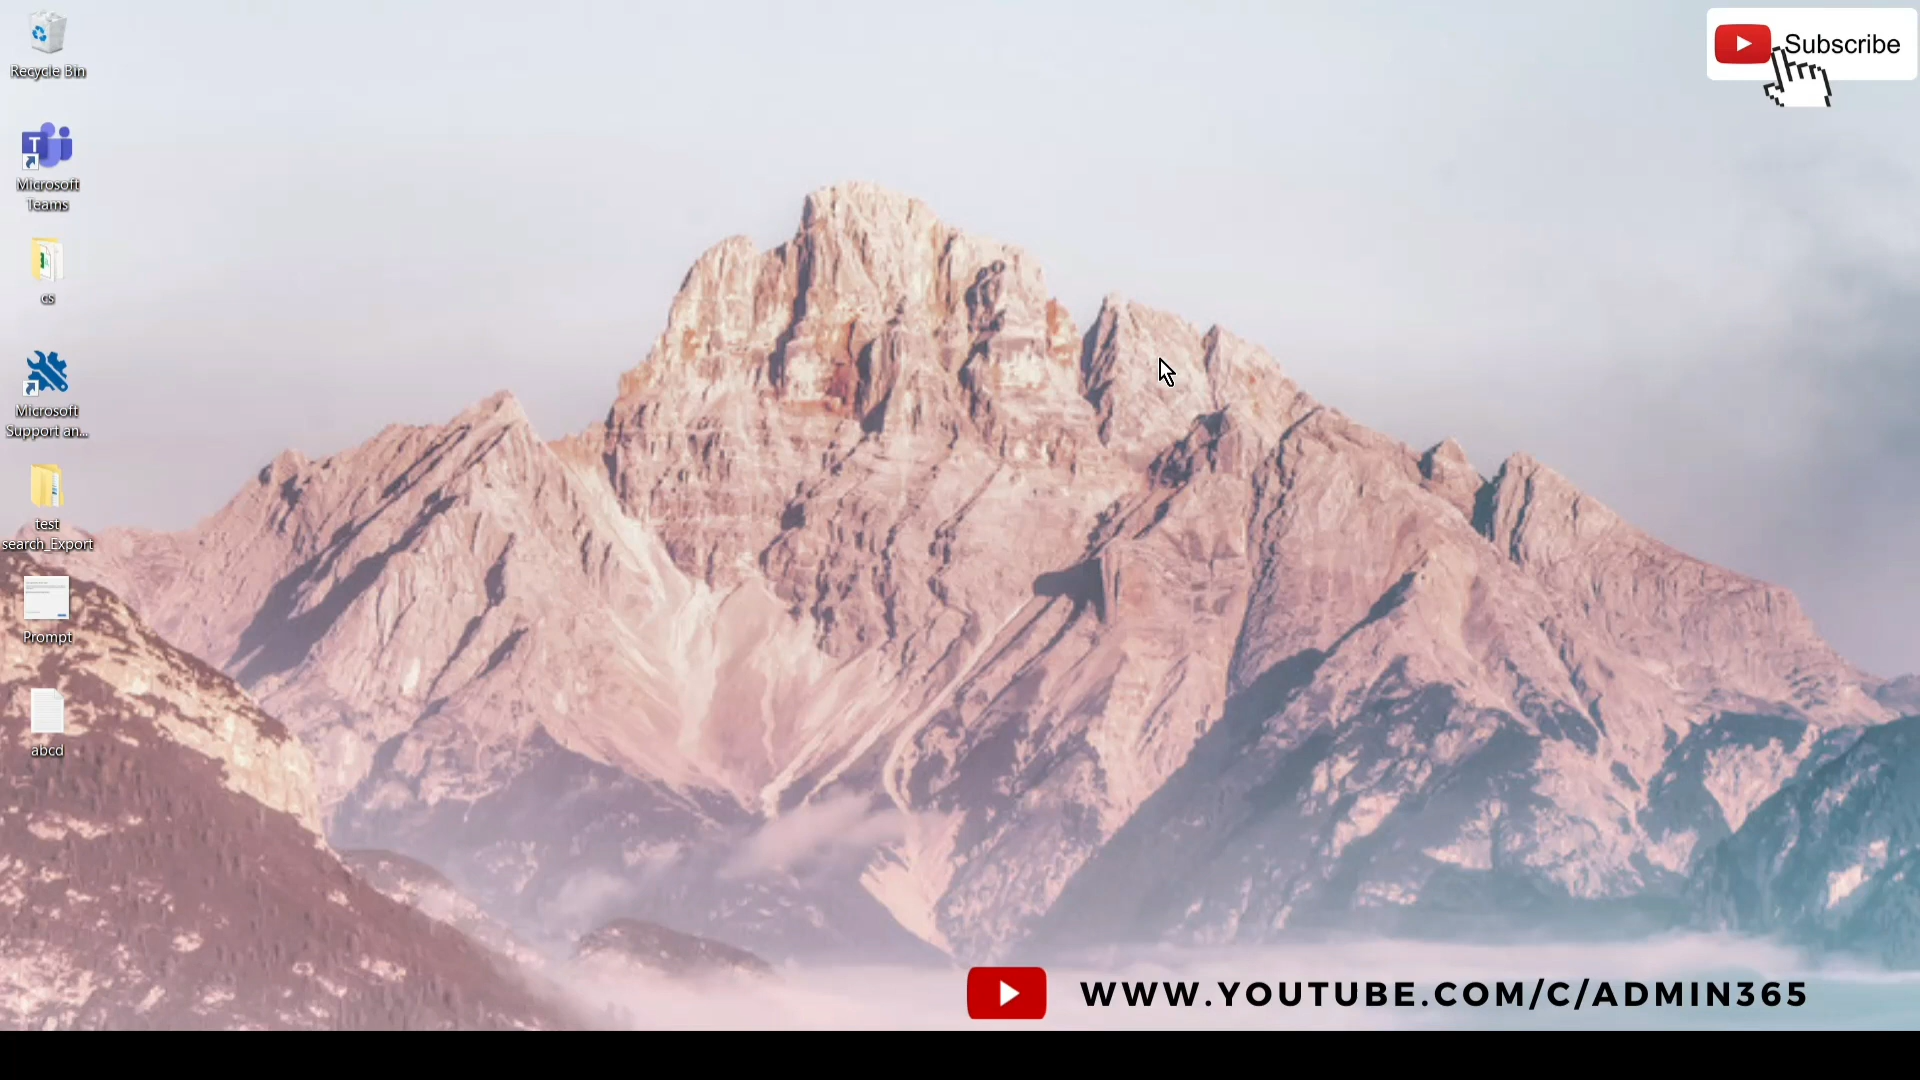 Recycle Bin
Microsoft
Teams
cs
Microsoft
Support an...
test
search_Export
Prompt
abcd
Subscribe
WWW.YOUTUBE.COM/C/ADMIN365